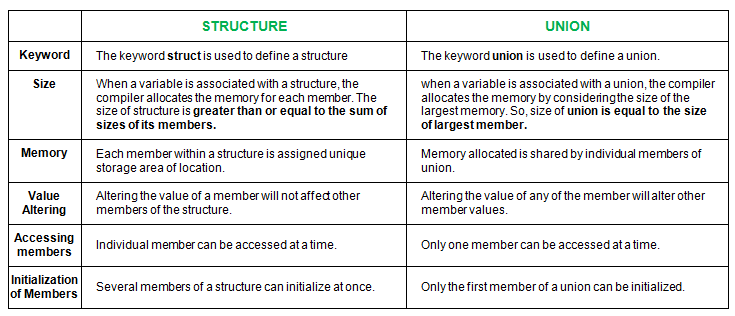 STRUCTURE UNION
Keyword The keyword struct is used to define a structure The keyword union is used to define a union.
Size
When a variable is associated with a structure, the
compiler allocates the memory for each member. The
size of structure is greater than or equal to the sum of
sizes of its members.
when a variable is associated with a union, the compiler
allocates the memory by considering the size of the
largest memory. So, size of union is equal to the size
of largest member.
Memory
Each member within a structure is assigned unique
storage area of location.
Memory allocated is shared by individual members of
union.
Value
Altering
Altering the value of a member will not affect other
members of the structure.
Altering the value of any of the member will alter other
member values.
Accessing
members
Individual member can be accessed at a time.
Only one member can be accessed at a time.
Initialization
of Members
Several members of a structure can initialize at once.
Only the first member of a union can be initialized.